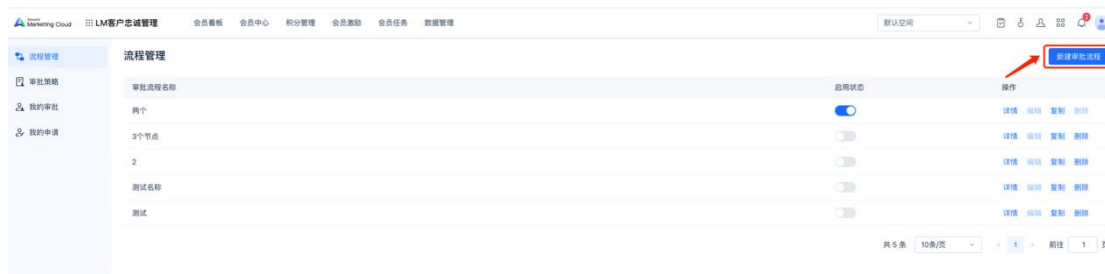 Tencent
Marketing Cloud LM客户忠诚管理 会员看板 会员中心 积分管理 会员激励 会员任务 数据管理 默认空间 2
流程管理 流程管理 新建审批流程
审批策略 审批流程名称 启用状态 操作
我的审批 两个 详情 编辑 复制 删除
我的申请 3个节点 详情 编辑 复制 删除
2 详情 编辑 复制 删除
测试名称 详情 编辑 复制 删除
测试 详情 编辑 复制 删除
共 5 条 10条/页 1 前往 1